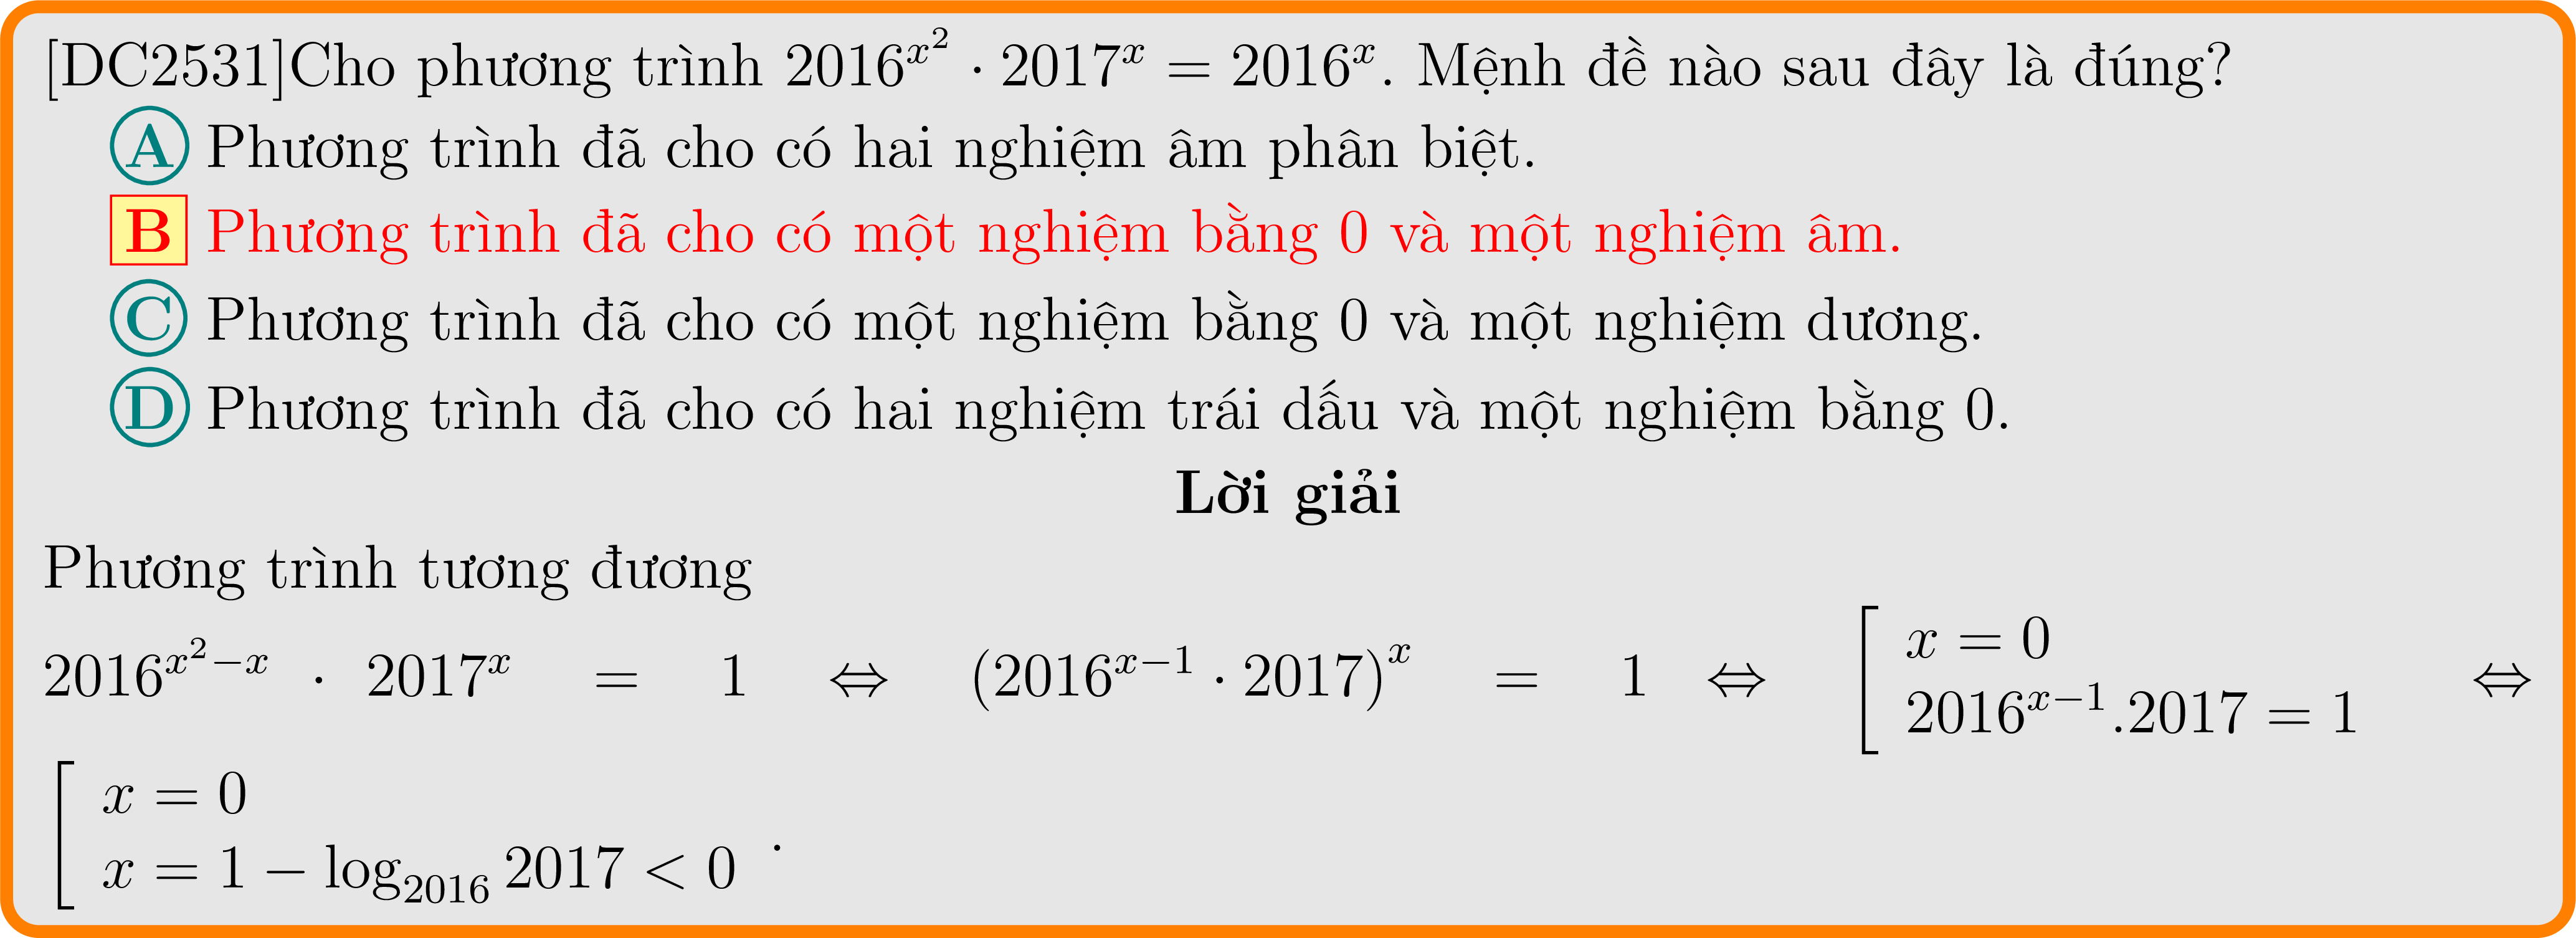 [DC2531]Cho phương trình $2016^{x^2} \cdot 2017^x = 2016^x$. Mệnh đề nào sau đây là đúng?
A Phương trình đã cho có hai nghiệm âm phân biệt.
B Phương trình đã cho có một nghiệm bằng 0 và một nghiệm âm.
C Phương trình đã cho có một nghiệm bằng 0 và một nghiệm dương.
D Phương trình đã cho có hai nghiệm trái dấu và một nghiệm bằng 0.
Lời giải
Phương trình tương đương
$2016^{x^2-x} \cdot 2017^x = 1 \Leftrightarrow (2016^{x-1} \cdot 2017)^x = 1 \Leftrightarrow \left[\begin{array}{l} x = 0 \\ 2016^{x-1}.2017 = 1 \end{array}\right. \Leftrightarrow$
$\left[\begin{array}{l} x = 0 \\ x = 1 - \log_{2016} 2017 < 0 \end{array}\right.$.